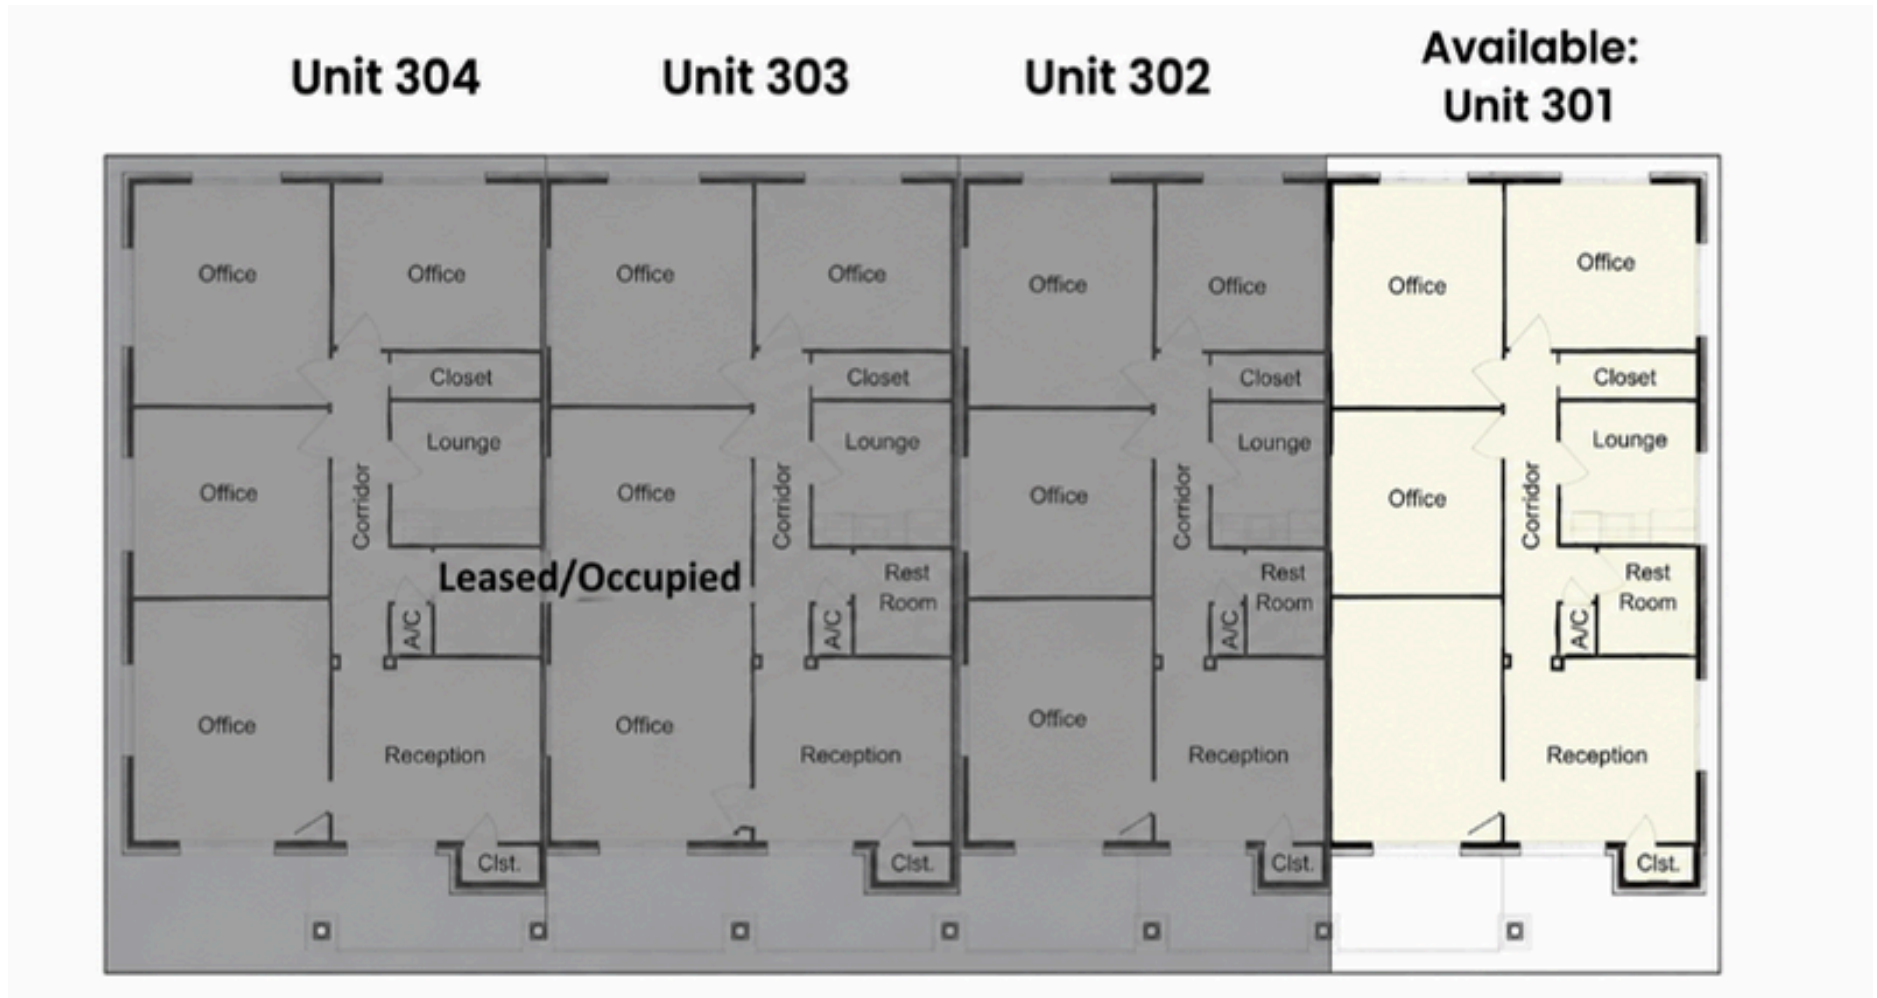 Unit 304
Unit 303
Unit 302
Available:
Unit 301
Office
Office
Closet
Lounge
Office
Corridor
A/C
Office
Reception
Clst.
Leased/Occupied
Office
Office
Closet
Lounge
Office
Corridor
Rest
Room
A/C
Office
Reception
Clst.
Office
Office
Closet
Lounge
Office
Corridor
Rest
Room
A/C
Office
Reception
Clst.
Office
Office
Closet
Lounge
Office
Corridor
Rest
Room
A/C
Reception
Clst.